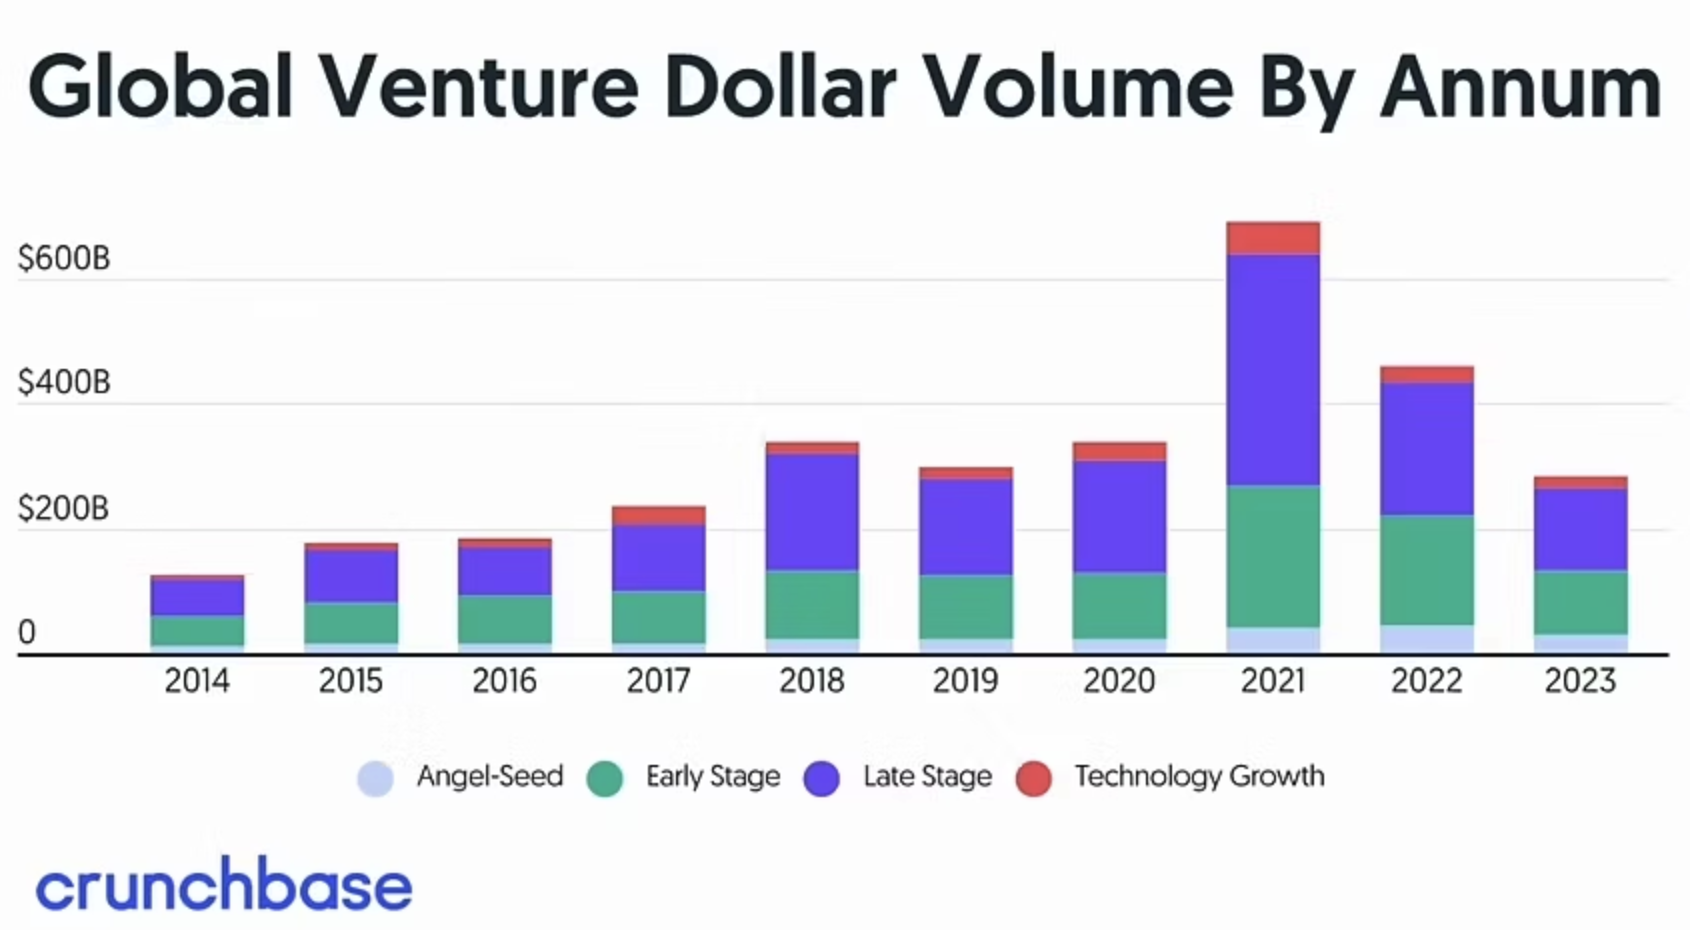 Global Venture Dollar Volume By Annum
$600B
$400B
$200B
0
2014 2015 2016 2017 2018 2019 2020 2021 2022 2023
Angel-Seed Early Stage Late Stage Technology Growth
crunchbase